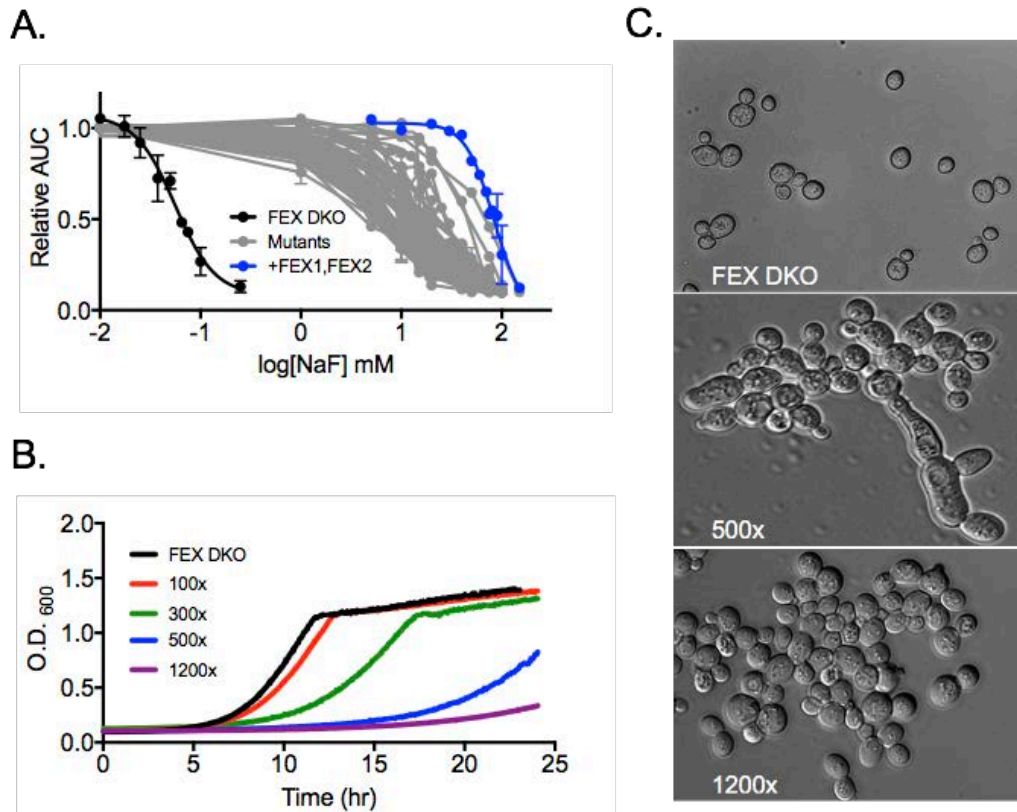 A.
Relative AUC
1.0
0.5
0.0
FEX DKO
Mutants
+FEX1,FEX2
-2
-1
0
1
2
log[NaF] mM
B.
O.D. 600
2.0
1.5
1.0
0.5
0.0
FEX DKO
100x
300x
500x
1200x
0
5
10
15
20
25
Time (hr)
C.
FEX DKO
500x
1200x